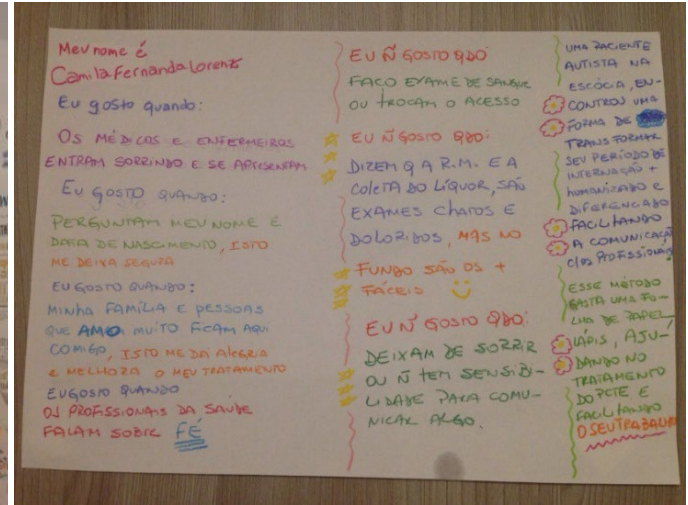 Meu nome é
Camila Fernanda Lorenz
Eu gosto quando:
OS MÉDICOS E ENFERMEIROS
ENTRAM SORRINDO E SE APRESENTAM
EU GOSTO QUANDO:
PERGUNTAM MEU NOME E
DATA DE NASCIMENTO, ISTO
ME DEIXA SEGURA
EU GOSTO QUANDO:
MINHA FAMÍLIA E PESSOAS
QUE AMO MUITO FICAM AQUI
COMIGO, ISTO ME DA ALEGRIA
E MELHORA O MEU TRATAMENTO
EU GOSTO QUANDO
OS PROFISSIONAIS DA SAÚDE
FALAM SOBRE FÉ
EU Ñ GOSTO QDO
FAÇO EXAME DE SANGUE
OU TROCAM O ACESSO
EU Ñ GOSTO QDO:
DIZEM Q A R.M. E A
COLETA DO LÍQUOR, SÃO
EXAMES CHATOS E
DOLORIDOS, MAS NO
FUNDO SÃO OS +
FÁCEIS
EU Ñ GOSTO QDO:
DEIXAM DE SORRIR
OU Ñ TEM SENSIBI-
LIDADE PARA COMU-
NICAR ALGO.
UMA PACIENTE
AUTISTA NA
ESCÓCIA, EN-
CONTROU UMA
FORMA DE
TRANSFORMAR
SEU PERÍODO DE
INTERNAÇÃO +
HUMANIZADO E
DIFERENCIADO
FACILITANDO
A COMUNICAÇÃO
dos PROFISSIONAIS
ESSE MÉTODO
GASTA UMA FO-
LHA DE PAPEL
LÁPIS, AJU-
DANDO NO
TRATAMENTO
DO PCTE E
FACILITANDO
O SEU TRABALHO